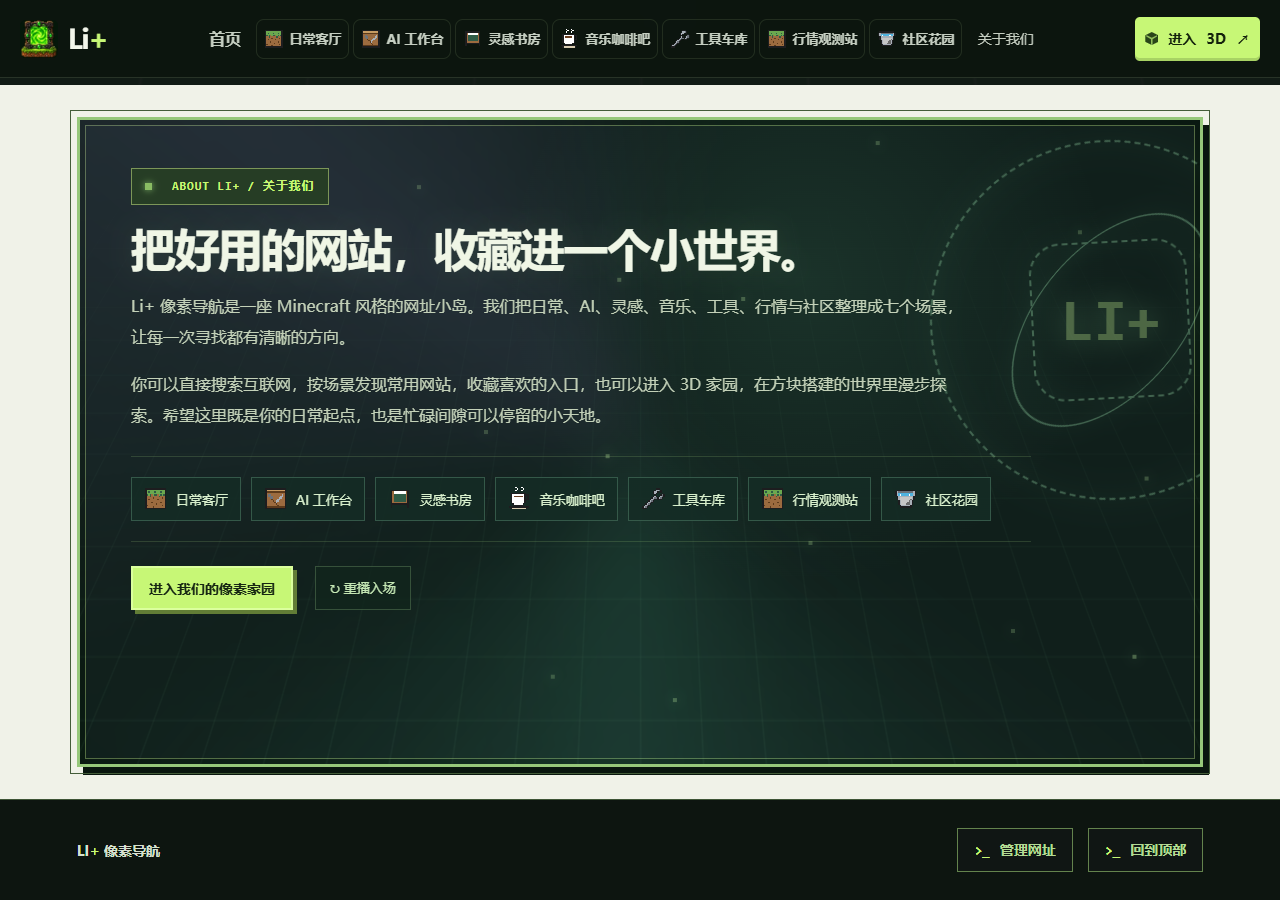 Li+
首页 日常客厅 AI 工作台 灵感书房 音乐咖啡吧 工具车库 行情观测站 社区花园 关于我们
进入 3D ↗
ABOUT LI+ / 关于我们
把好用的网站，收藏进一个小世界。
Li+ 像素导航是一座 Minecraft 风格的网址小岛。我们把日常、AI、灵感、音乐、工具、行情与社区整理成七个场景，
让每一次寻找都有清晰的方向。
你可以直接搜索互联网，按场景发现常用网站，收藏喜欢的入口，也可以进入 3D 家园，在方块搭建的世界里漫步探
索。希望这里既是你的日常起点，也是忙碌间隙可以停留的小天地。
LI+
日常客厅 AI 工作台 灵感书房 音乐咖啡吧 工具车库 行情观测站 社区花园
进入我们的像素家园 ↻ 重播入场
LI+ 像素导航
>_ 管理网址 >_ 回到顶部